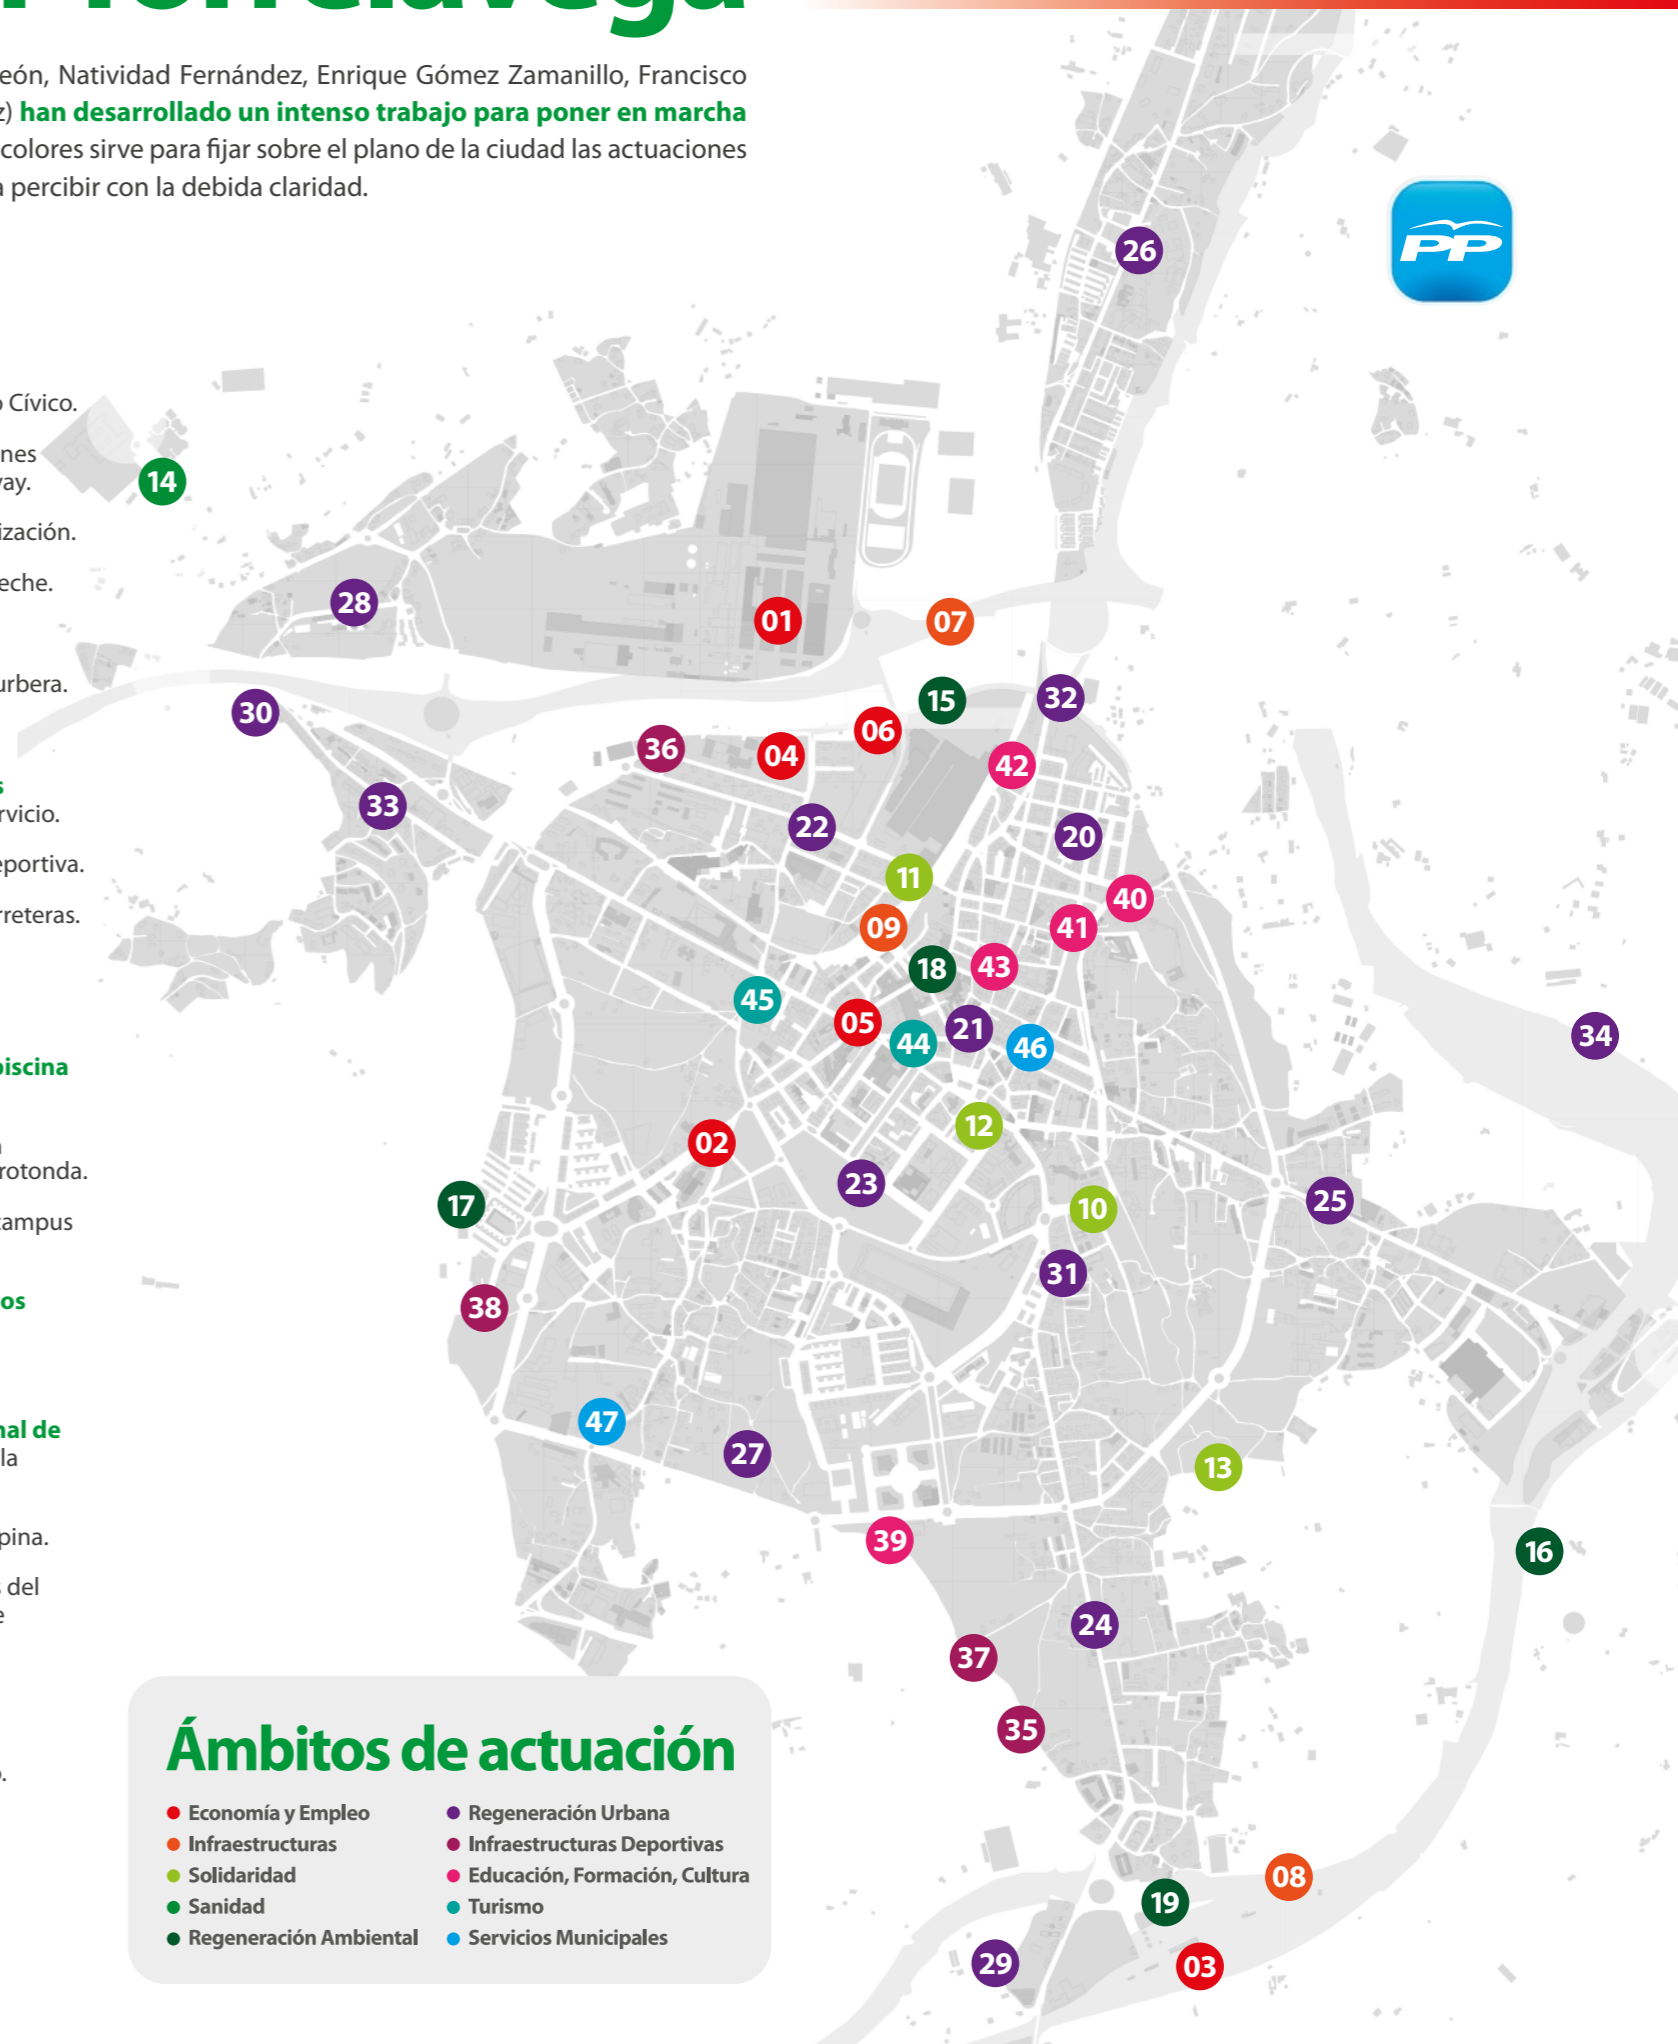 Torrelavega
eón, Natividad Fernández, Enrique Gómez Zamanillo, Francisco
z) han desarrollado un intenso trabajo para poner en marcha
colores sirve para fijar sobre el plano de la ciudad las actuaciones
a percibir con la debida claridad.
PP
o Cívico.
nes
vay.
ización.
eche.
urbera.
s
rvicio.
eportiva.
rreteras.
piscina
n
rotonda.
campus
os
nal de
la
pina.
s del
e
o.
26
14
28
01
07
30
15
32
36
04
06
42
33
22
20
11
40
09
41
18
43
45
05
44
21
46
34
12
02
23
17
10
25
31
38
47
27
13
39
16
24
37
35
08
19
29
03
Ámbitos de actuación
Economía y Empleo
Infraestructuras
Solidaridad
Sanidad
Regeneración Ambiental
Regeneración Urbana
Infraestructuras Deportivas
Educación, Formación, Cultura
Turismo
Servicios Municipales